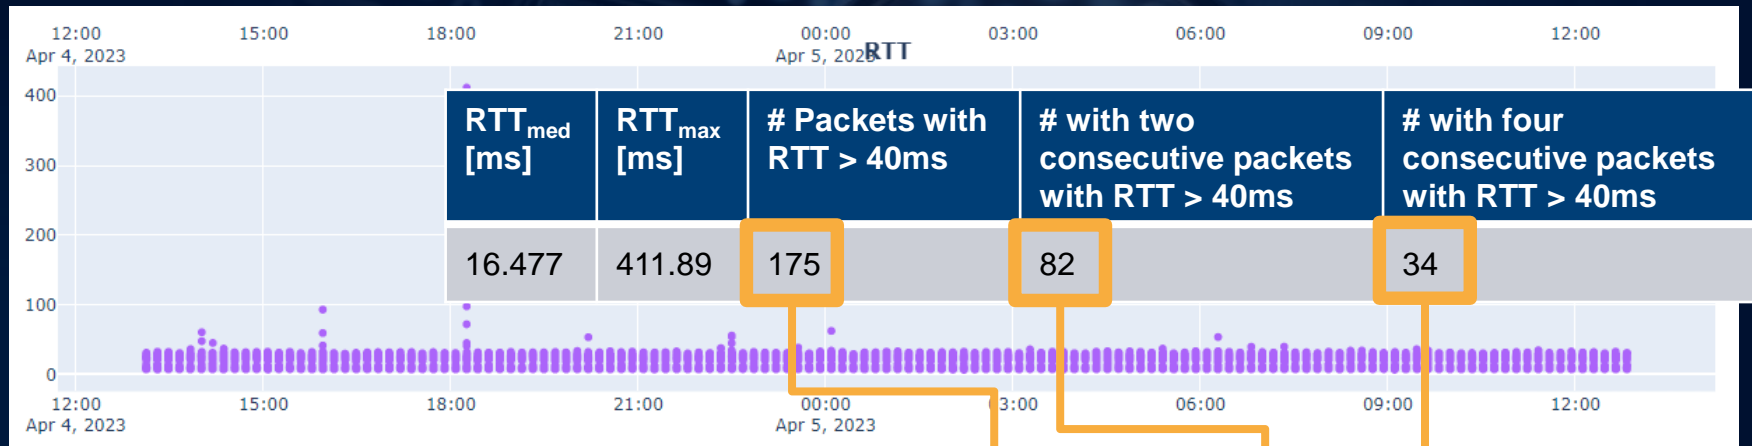 12:00 15:00 18:00 21:00 00:00 03:00 06:00 09:00 12:00
Apr 4, 2023 Apr 5, 2023
RTT
400
300
200
100
0
RTTmed [ms]
RTTmax [ms]
# Packets with
RTT > 40ms
# with two
consecutive packets
with RTT > 40ms
# with four
consecutive packets
with RTT > 40ms
16.477 411.89 175 82 34
12:00 15:00 18:00 21:00 00:00 03:00 06:00 09:00 12:00
Apr 4, 2023 Apr 5, 2023